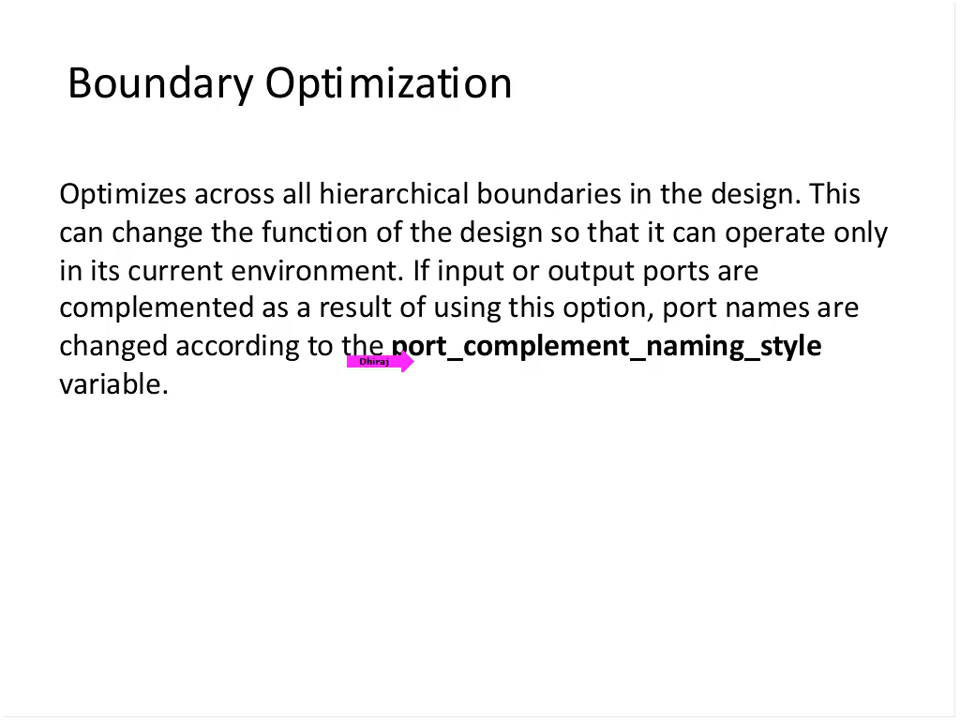 Boundary Optimization
Optimizes across all hierarchical boundaries in the design. This
can change the function of the design so that it can operate only
in its current environment. If input or output ports are
complemented as a result of using this option, port names are
changed according to the port_complement_naming_style
Dhiraj
variable.